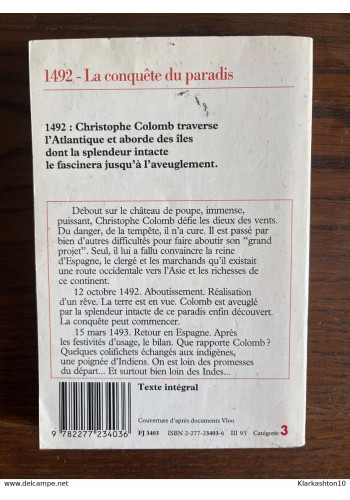 1492 - La conquête du paradis
1492 : Christophe Colomb traverse
l'Atlantique et aborde des îles
dont la splendeur intacte
le fascinera jusqu'à l'aveuglement.
Debout sur le château de poupe, immense,
puissant, Christophe Colomb défie les dieux des vents.
Du danger, de la tempête, il n'a cure. Il est passé par
bien d'autres difficultés pour faire aboutir son "grand
projet". Seul, il lui a fallu convaincre la reine
d'Espagne, le clergé et les marchands qu'il existait
une route occidentale vers l'Asie et les richesses de
ce continent.
12 octobre 1492. Aboutissement. Réalisation
d'un rêve. La terre est en vue. Colomb est aveuglé
par la splendeur intacte de ce paradis enfin découvert.
La conquête peut commencer.
15 mars 1493. Retour en Espagne. Après
les festivités d'usage, le bilan. Que rapporte Colomb ?
Quelques colifichets échangés aux indigènes,
une poignée d'Indiens. On est loin des promesses
du départ... Et surtout bien loin des Indes...
Texte intégral
Couverture d'après documents Vloo
FJ 3403 ISBN 2-277-23403-6 III 93 Catégorie 3
9 782277 234036
www.delcampe.net
Klarkashton10